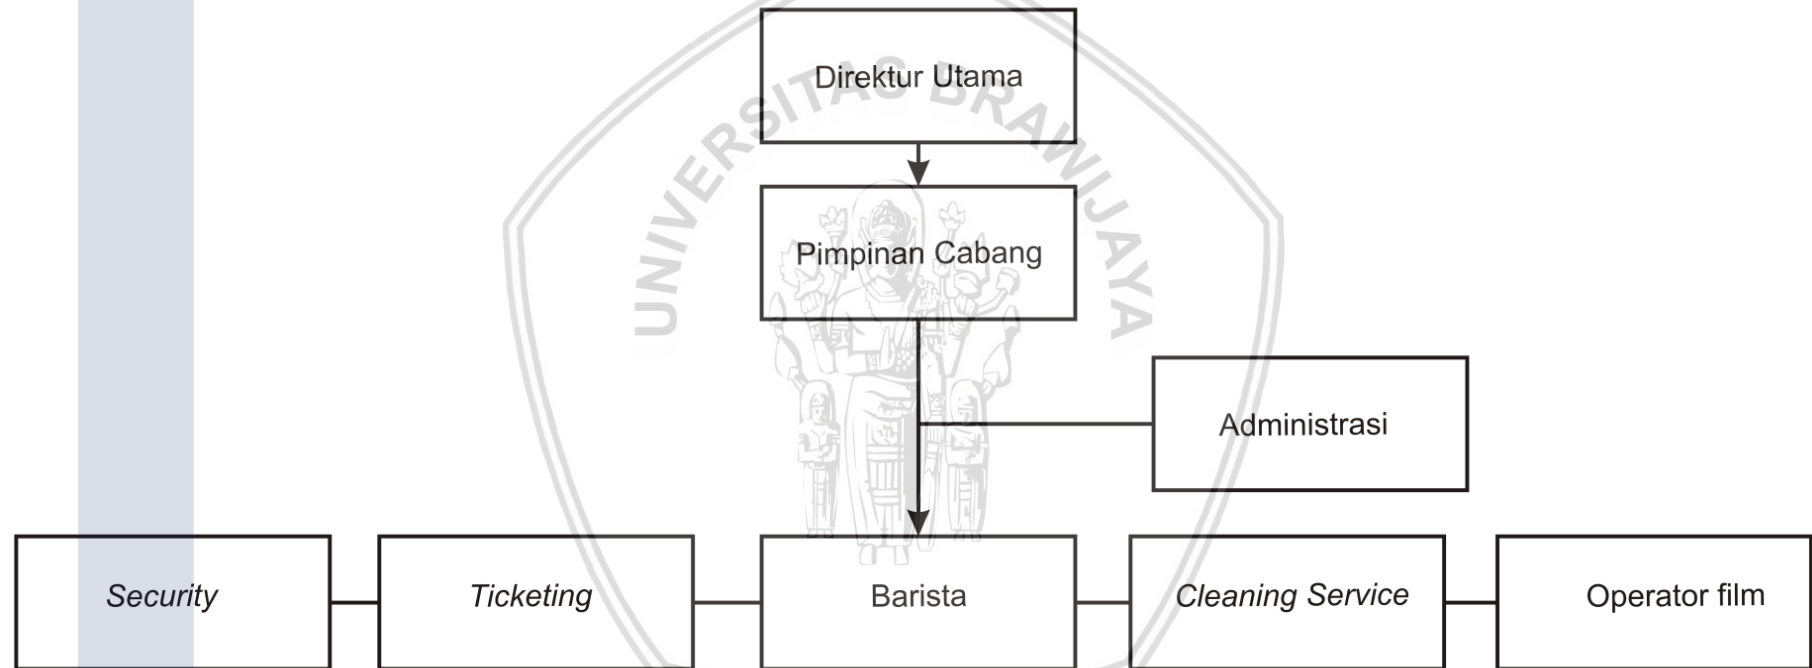 Direktur Utama
UNIVERSITAS BRAWIJAYA
Pimpinan Cabang
Administrasi
Security
Ticketing
Barista
Cleaning Service
Operator film